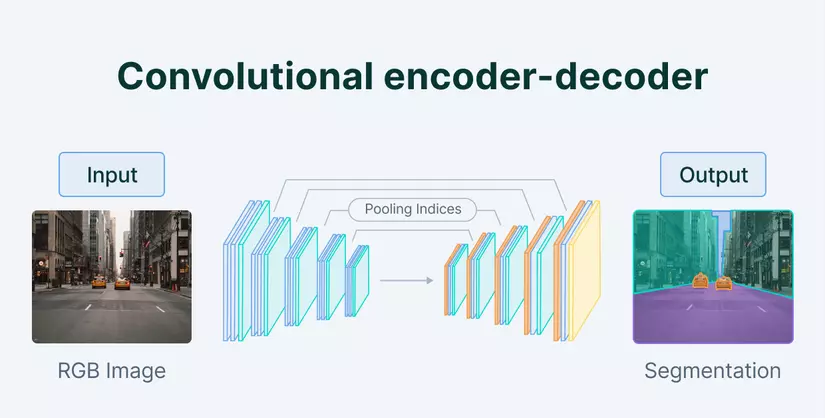 Convolutional encoder-decoder
Input
Output
Pooling Indices
RGB Image
Segmentation